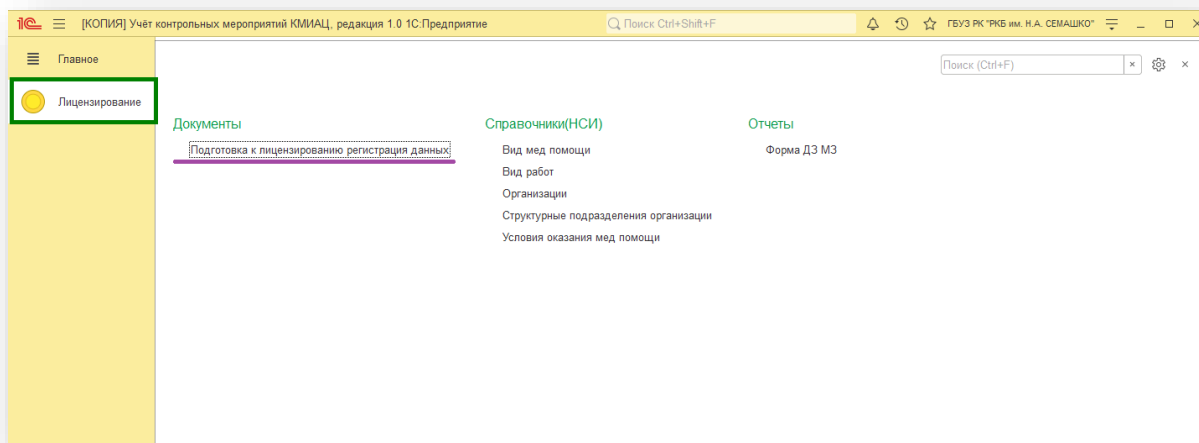 1С [КОПИЯ] Учёт контрольных мероприятий КМИАЦ, редакция 1.0 1С:Предприятие Поиск Ctrl+Shift+F ГБУЗ РК "РКБ им. Н.А. СЕМАШКО"
Главное
Поиск (Ctrl+F)
Лицензирование
Документы
Подготовка к лицензированию регистрация данных
Справочники(НСИ)
Вид мед помощи
Вид работ
Организации
Структурные подразделения организации
Условия оказания мед помощи
Отчеты
Форма ДЗ МЗ